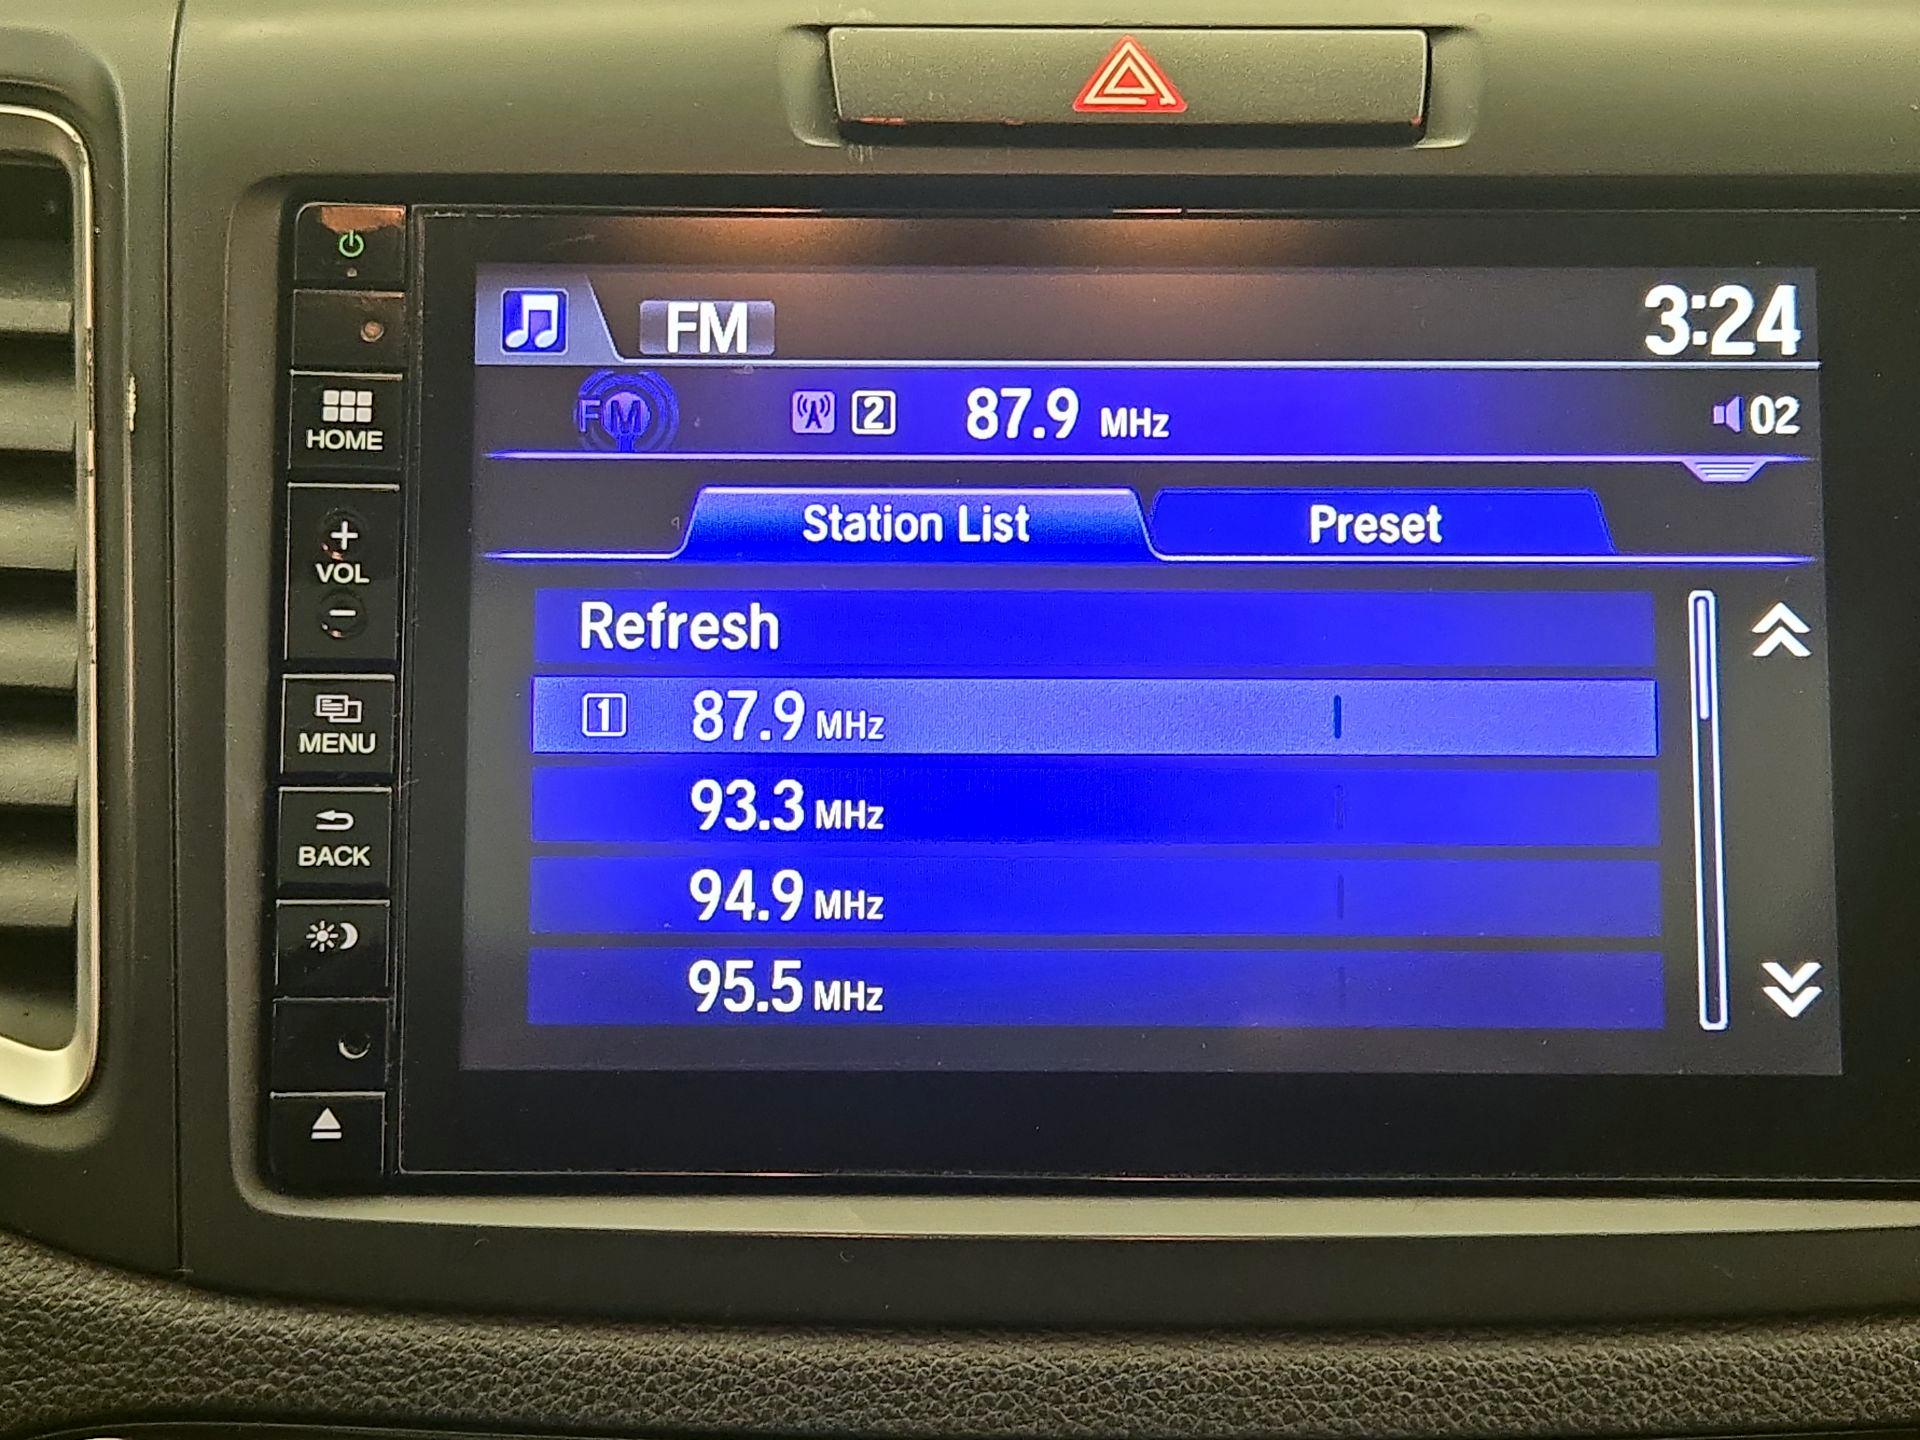 FM 3:24
FM 2 87.9 MHz 02
Station List Preset
Refresh
1 87.9 MHz
93.3 MHz
94.9 MHz
95.5 MHz
HOME
+
VOL
−
MENU
BACK